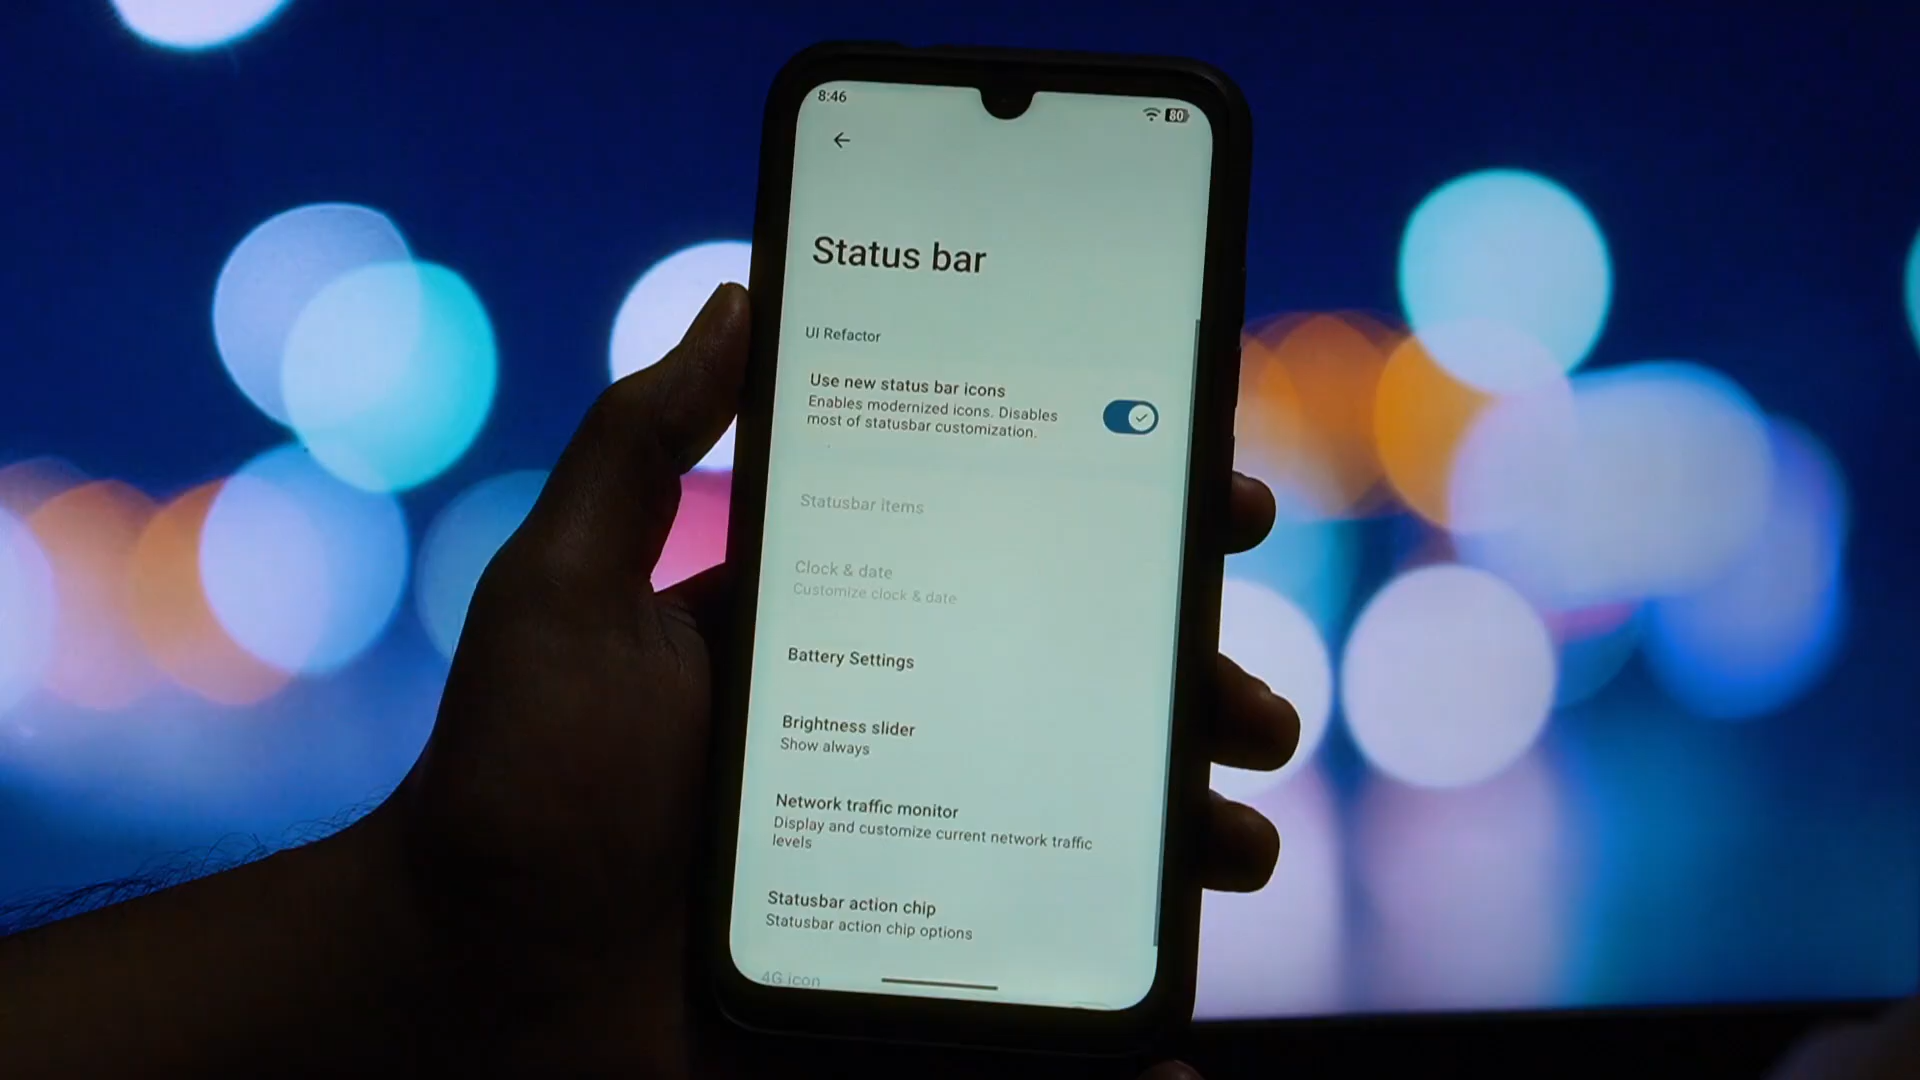 8:46
80
Status bar
UI Refactor
Use new status bar icons
Enables modernized icons. Disables
most of statusbar customization.
Statusbar items
Clock & date
Customize clock & date
Battery Settings
Brightness slider
Show always
Network traffic monitor
Display and customize current network traffic
levels
Statusbar action chip
Statusbar action chip options
4G icon